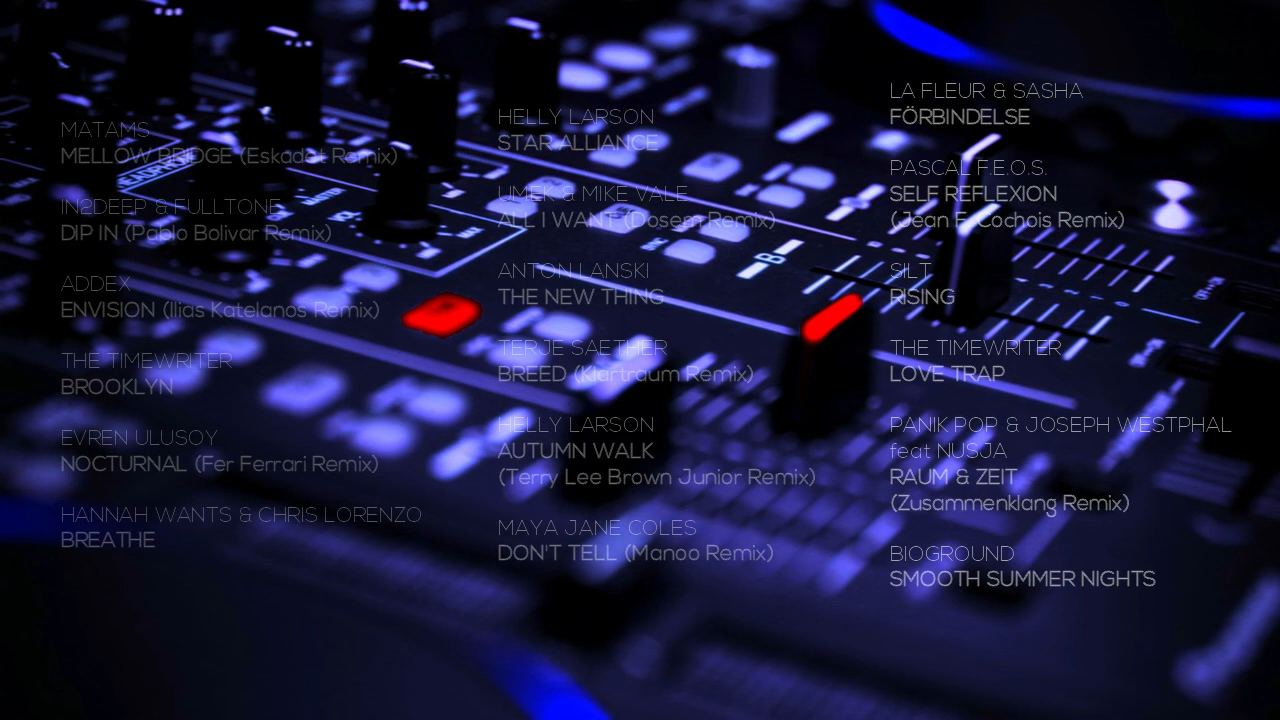 MATAMS
MELLOW BRIDGE (Eskadet Remix)
IN2DEEP & FULLTONE
DIP IN (Pablo Bolivar Remix)
ADDEX
ENVISION (Ilias Katelanos Remix)
THE TIMEWRITER
BROOKLYN
EVREN ULUSOY
NOCTURNAL (Fer Ferrari Remix)
HANNAH WANTS & CHRIS LORENZO
BREATHE
HELLY LARSON
STAR ALLIANCE
UMEK & MIKE VALE
ALL I WANT (Dosem Remix)
ANTON LANSKI
THE NEW THING
TERJE SAETHER
BREED (Klartraum Remix)
HELLY LARSON
AUTUMN WALK
(Terry Lee Brown Junior Remix)
MAYA JANE COLES
DON'T TELL (Manoo Remix)
LA FLEUR & SASHA
FÖRBINDELSE
PASCAL F.E.O.S.
SELF REFLEXION
(Jean F. Cochois Remix)
SILT
RISING
THE TIMEWRITER
LOVE TRAP
PANIK POP & JOSEPH WESTPHAL
feat NUSJA
RAUM & ZEIT
(Zusammenklang Remix)
BIOGROUND
SMOOTH SUMMER NIGHTS